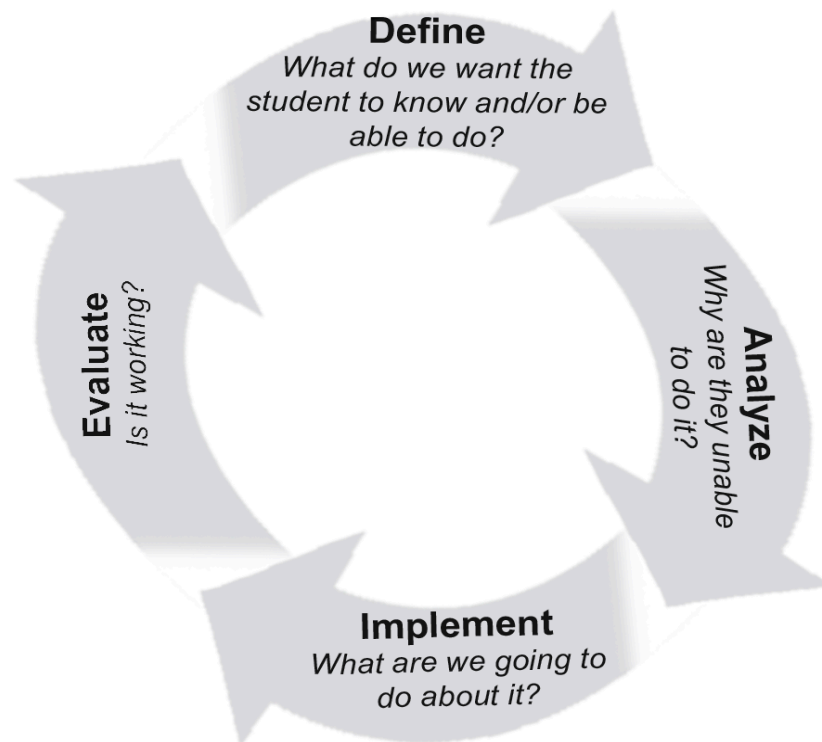 Define
What do we want the
student to know and/or be
able to do?
Analyze
Why are they unable
to do it?
Implement
What are we going to
do about it?
Evaluate
Is it working?